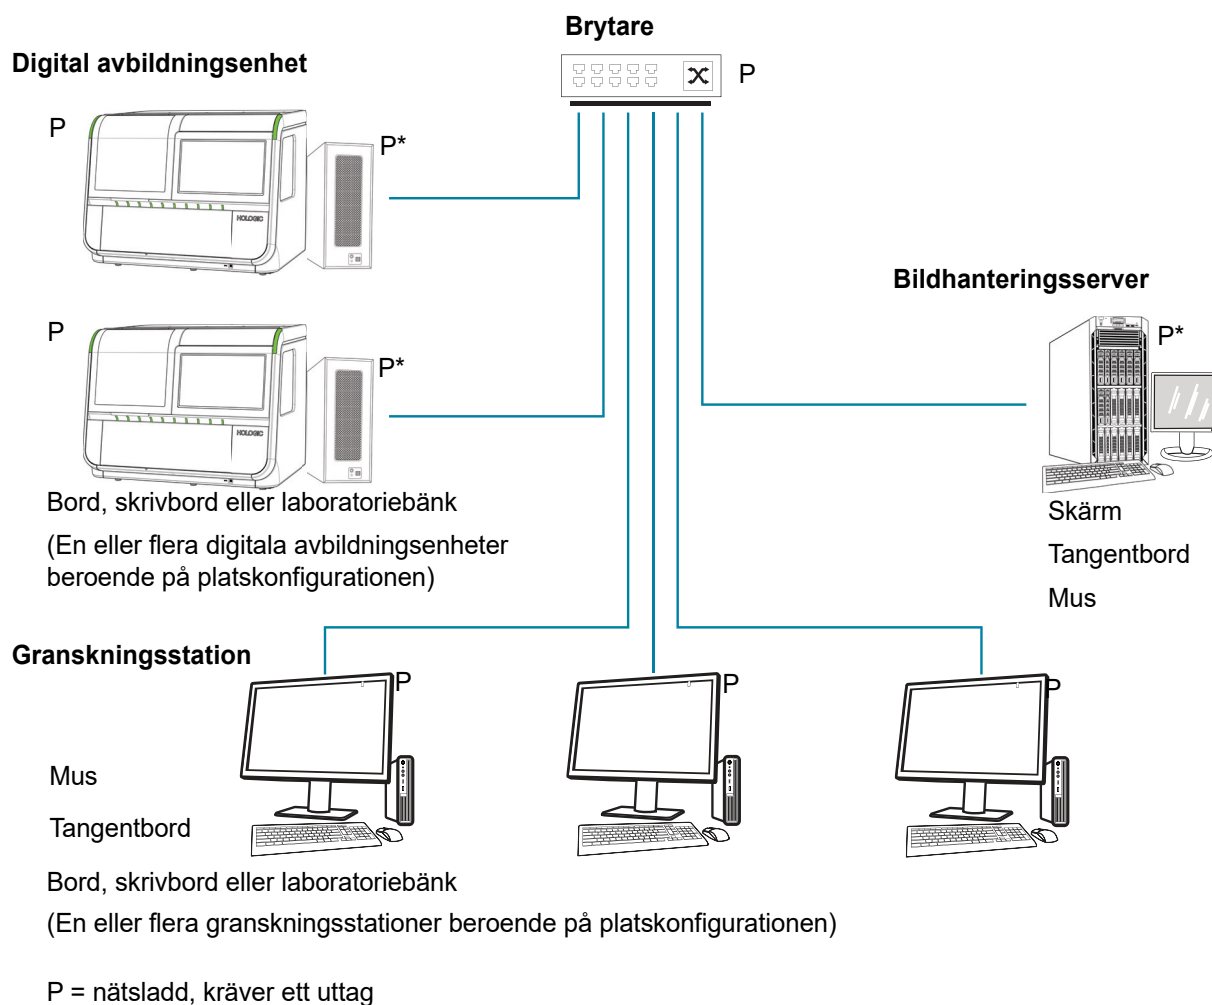 Brytare
P
Digital avbildningsenhet
P
P*
HOLOGIC
Bildhanteringsserver
P*
P
P*
HOLOGIC
Bord, skrivbord eller laboratoriebänk
(En eller flera digitala avbildningsenheter
beroende på platskonfigurationen)
Skärm
Tangentbord
Mus
Granskningsstation
P
P
P
Mus
Tangentbord
Bord, skrivbord eller laboratoriebänk
(En eller flera granskningsstationer beroende på platskonfigurationen)
P = nätsladd, kräver ett uttag